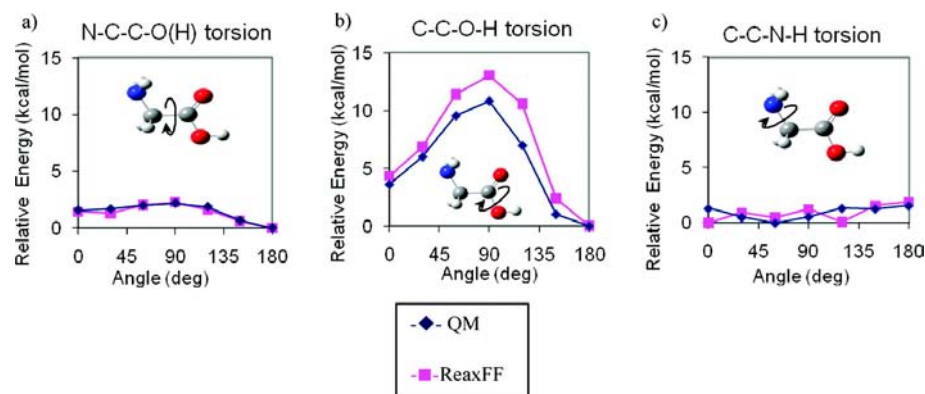 a)
N-C-C-O(H) torsion
Relative Energy (kcal/mol)
15
10
5
0
0 45 90 135 180
Angle (deg)
b)
C-C-O-H torsion
Relative Energy (kcal/mol)
15
10
5
0
0 45 90 135 180
Angle (deg)
c)
C-C-N-H torsion
Relative Energy (kcal/mol)
15
10
5
0
0 45 90 135 180
Angle (deg)
QM
ReaxFF